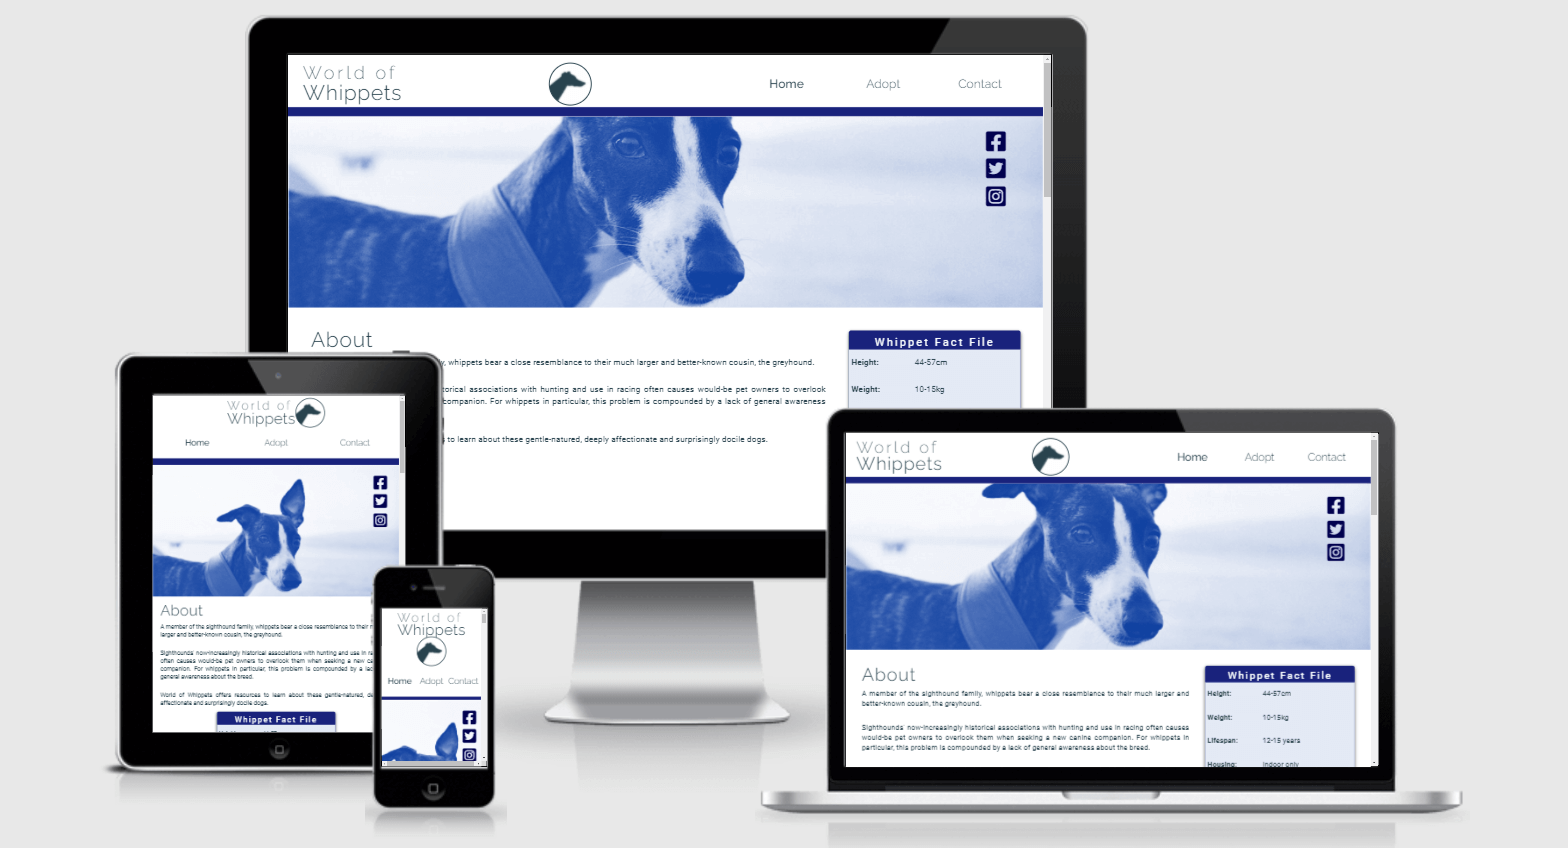 World of
Whippets
Home
Adopt
Contact
About
, whippets bear a close resemblance to their much larger and better-known cousin, the greyhound.
associations with hunting and use in racing often causes would-be pet owners to overlook
companion. For whippets in particular, this problem is compounded by a lack of general awareness
to learn about these gentle-natured, deeply affectionate and surprisingly docile dogs.
Whippet Fact File
Height: 44-57cm
Weight: 10-15kg
World of
Whippets
Home
Adopt
Contact
About
A member of the sighthound family, whippets bear a close resemblance to their
larger and better-known cousin, the greyhound.
Sighthounds' now-increasingly historical associations with hunting and use in
often causes would-be pet owners to overlook them when seeking a new
companion. For whippets in particular, this problem is compounded by a
general awareness about the breed.
World of Whippets offers resources to learn about these gentle-natured,
affectionate and surprisingly docile dogs.
Whippet Fact File
World of
Whippets
Home
Adopt
Contact
World of
Whippets
Home
Adopt
Contact
About
A member of the sighthound family, whippets bear a close resemblance to their much larger and
better-known cousin, the greyhound.
Sighthounds' now-increasingly historical associations with hunting and use in racing often causes
would-be pet owners to overlook them when seeking a new canine companion. For whippets in
particular, this problem is compounded by a lack of general awareness about the breed.
Whippet Fact File
Height: 44-57cm
Weight: 10-15kg
Lifespan: 12-15 years
Housing: Indoor only